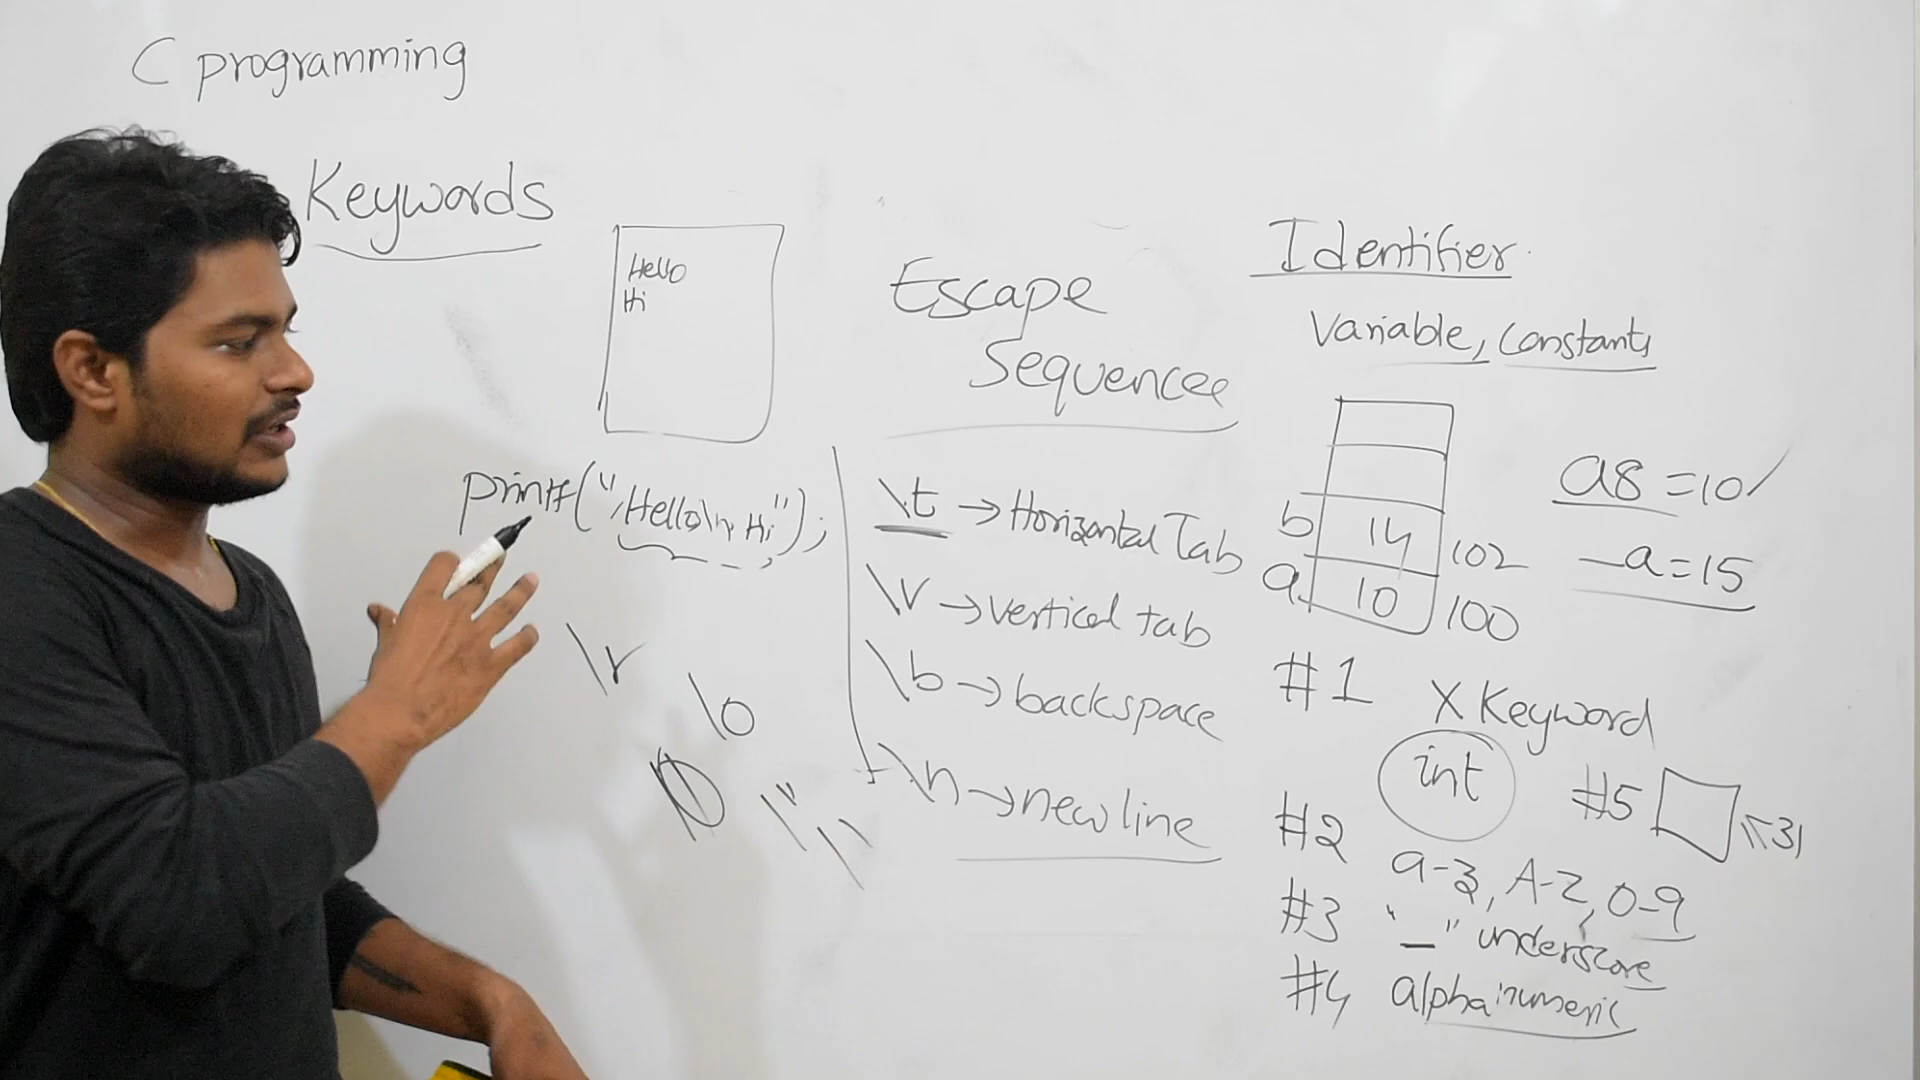 C programming
Keywords
Hello
Hi
printf("Hello\n Hi");
\r
\0
\"
\\
Escape
Sequencee
\t → Horizontal Tab
\v → vertical tab
\b → backspace
\n → new line
Identifier
Variable, Constants
b 14 102
a 10 100
a8 = 10
_a = 15
#1 X Keyword
int
#2 a-z, A-Z, 0-9
#3 "_" underscore
#4 alphanumeric
#5 ≤31